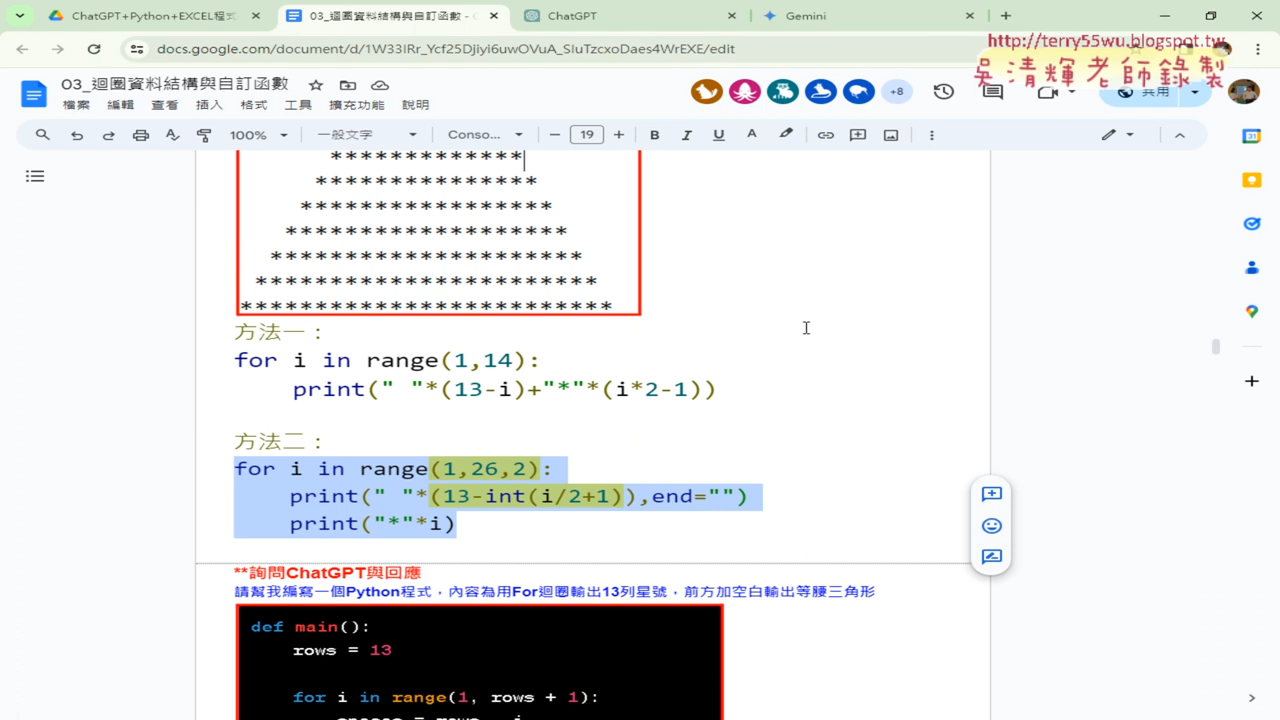 ChatGPT+Python+EXCEL程式
03_迴圈資料結構與自訂函數 -
ChatGPT
Gemini
docs.google.com/document/d/1W33IRr_Ycf25Djiyi6uwOVuA_SIuTzcxoDaes4WrEXE/edit
http://terry55wu.blogspot.tw
吳清輝老師錄製
03_迴圈資料結構與自訂函數
檔案 編輯 查看 插入 格式 工具 擴充功能 說明
+8
共用
100% 一般文字 Conso... 19 B I U A
*************
***************
*****************
*******************
*********************
***********************
*************************
方法一：
for i in range(1,14):
print(" "*(13-i)+"*"*(i*2-1))
方法二：
for i in range(1,26,2):
print(" "*(13-int(i/2+1)),end="")
print("*"*i)
**詢問ChatGPT與回應
請幫我編寫一個Python程式，內容為用For迴圈輸出13列星號，前方加空白輸出等腰三角形
def main():
rows = 13
for i in range(1, rows + 1):